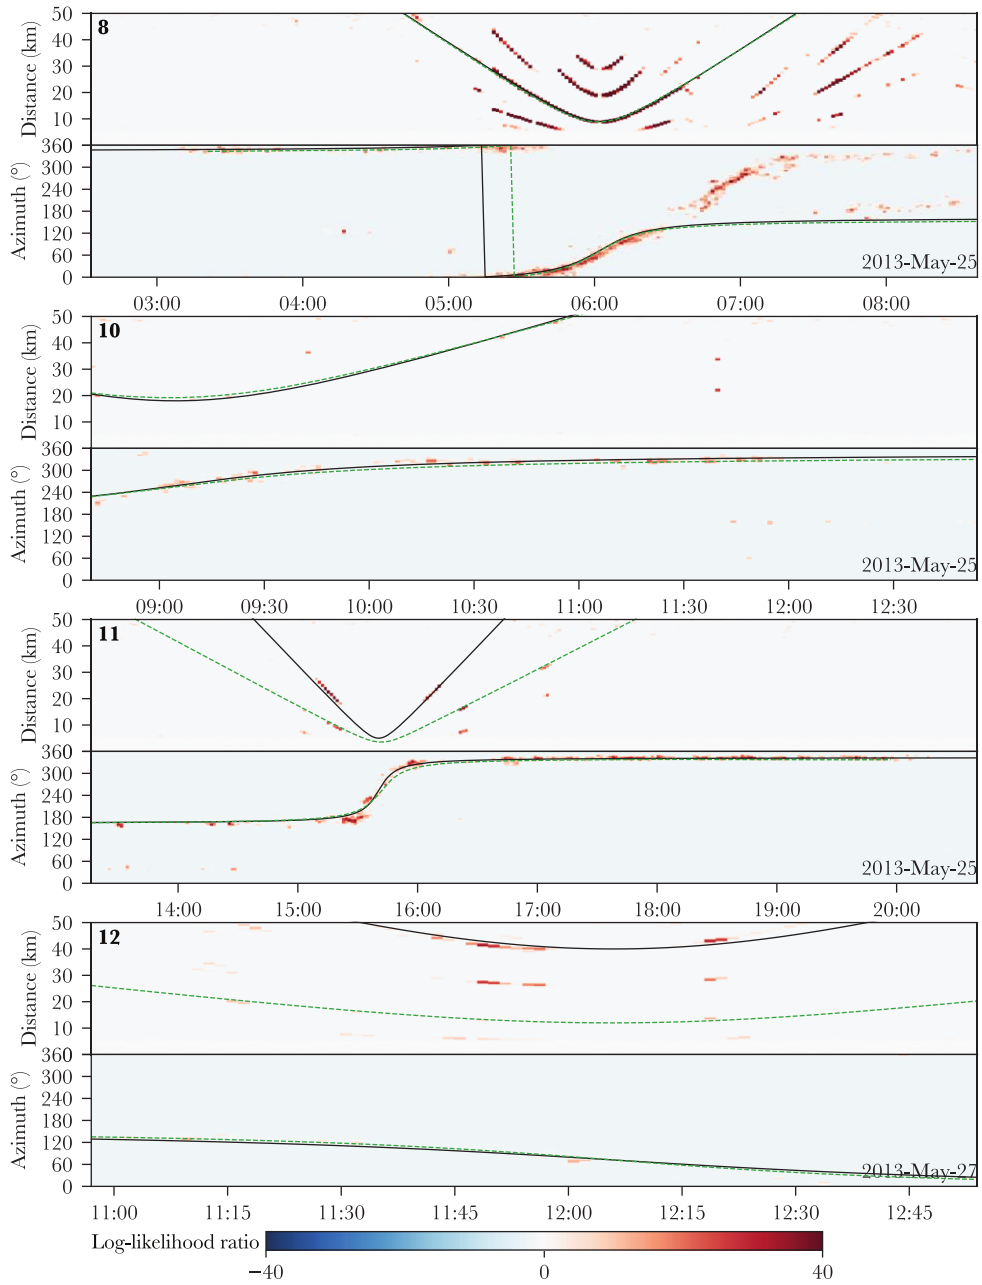 8
Distance (km)
50
40
30
20
10
Azimuth (°)
360
300
240
180
120
60
0
2013-May-25
03:00 04:00 05:00 06:00 07:00 08:00
10
Distance (km)
50
40
30
20
10
Azimuth (°)
360
300
240
180
120
60
0
2013-May-25
09:00 09:30 10:00 10:30 11:00 11:30 12:00 12:30
11
Distance (km)
50
40
30
20
10
Azimuth (°)
360
300
240
180
120
60
0
2013-May-25
14:00 15:00 16:00 17:00 18:00 19:00 20:00
12
Distance (km)
50
40
30
20
10
Azimuth (°)
360
300
240
180
120
60
0
2013-May-27
11:00 11:15 11:30 11:45 12:00 12:15 12:30 12:45
Log-likelihood ratio
−40 0 40